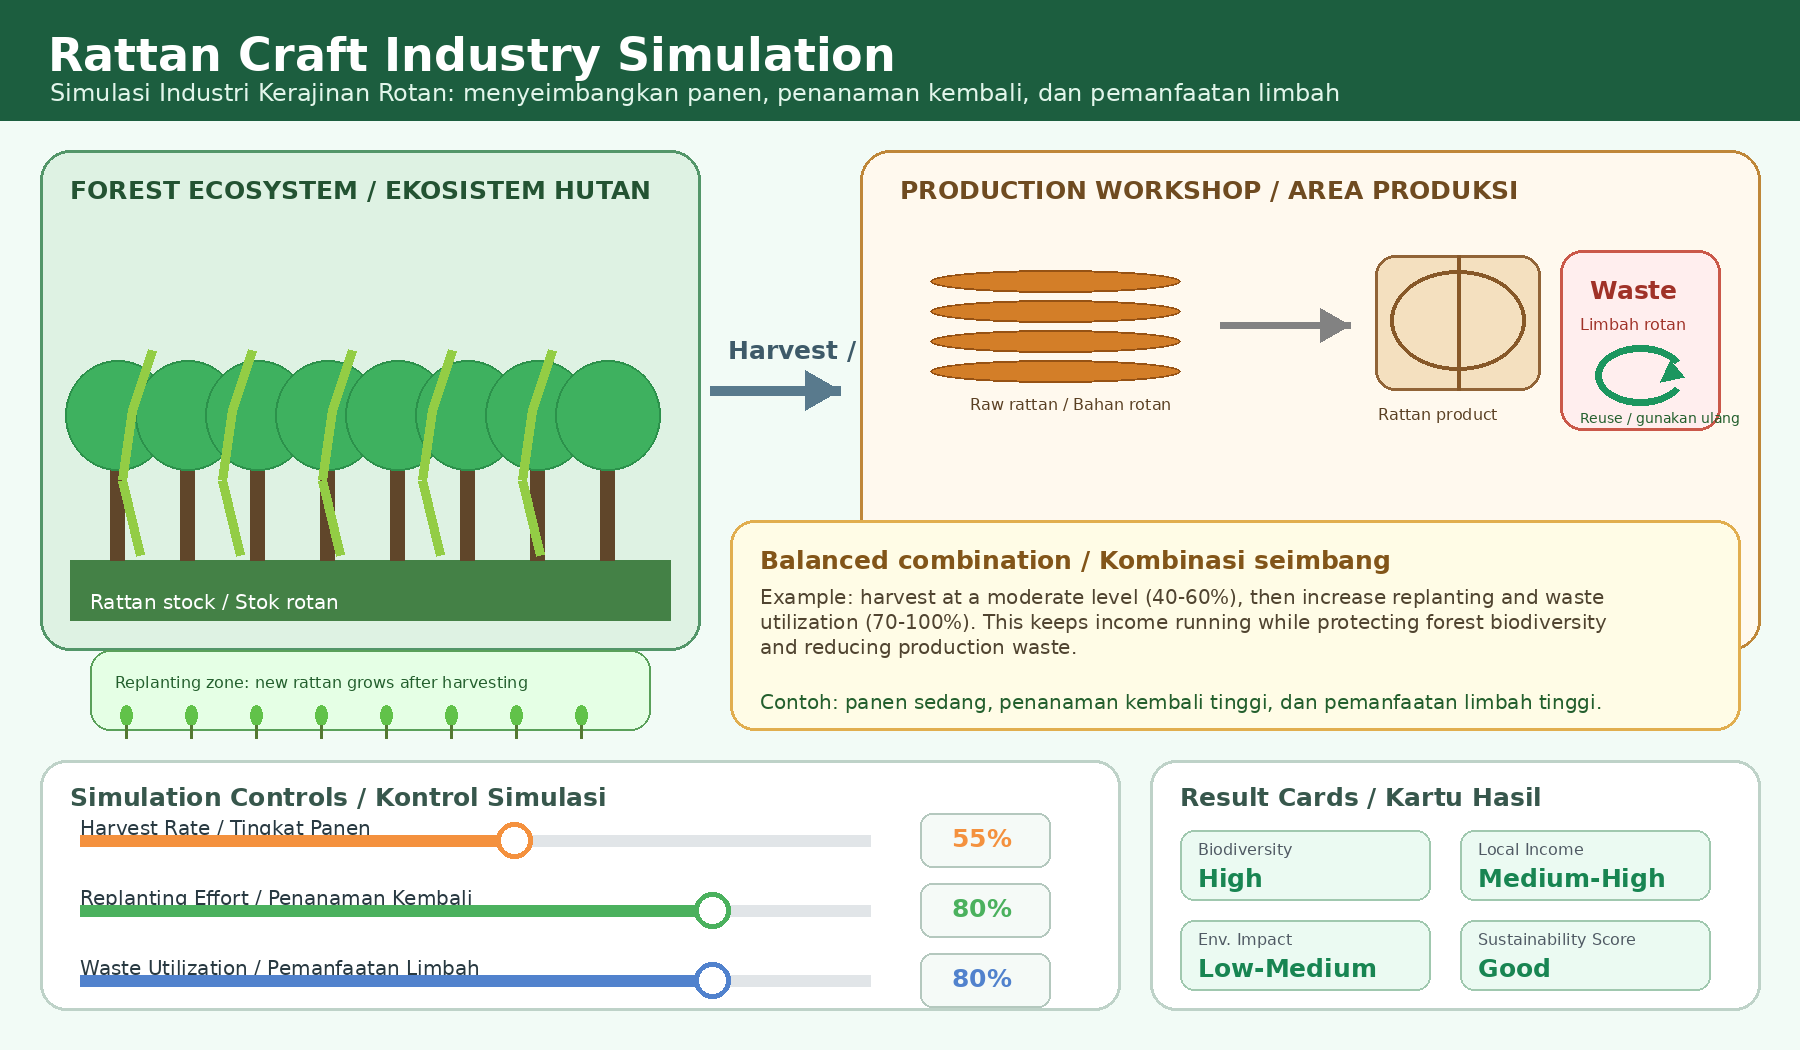 Rattan Craft Industry Simulation
Simulasi Industri Kerajinan Rotan: menyeimbangkan panen, penanaman kembali, dan pemanfaatan limbah
FOREST ECOSYSTEM / EKOSISTEM HUTAN
Rattan stock / Stok rotan
Replanting zone: new rattan grows after harvesting
Harvest /
PRODUCTION WORKSHOP / AREA PRODUKSI
Raw rattan / Bahan rotan
Rattan product
Waste
Limbah rotan
Reuse / gunakan ulang
Balanced combination / Kombinasi seimbang
Example: harvest at a moderate level (40-60%), then increase replanting and waste
utilization (70-100%). This keeps income running while protecting forest biodiversity
and reducing production waste.
Contoh: panen sedang, penanaman kembali tinggi, dan pemanfaatan limbah tinggi.
Simulation Controls / Kontrol Simulasi
Harvest Rate / Tingkat Panen
55%
Replanting Effort / Penanaman Kembali
80%
Waste Utilization / Pemanfaatan Limbah
80%
Result Cards / Kartu Hasil
Biodiversity
High
Local Income
Medium-High
Env. Impact
Low-Medium
Sustainability Score
Good